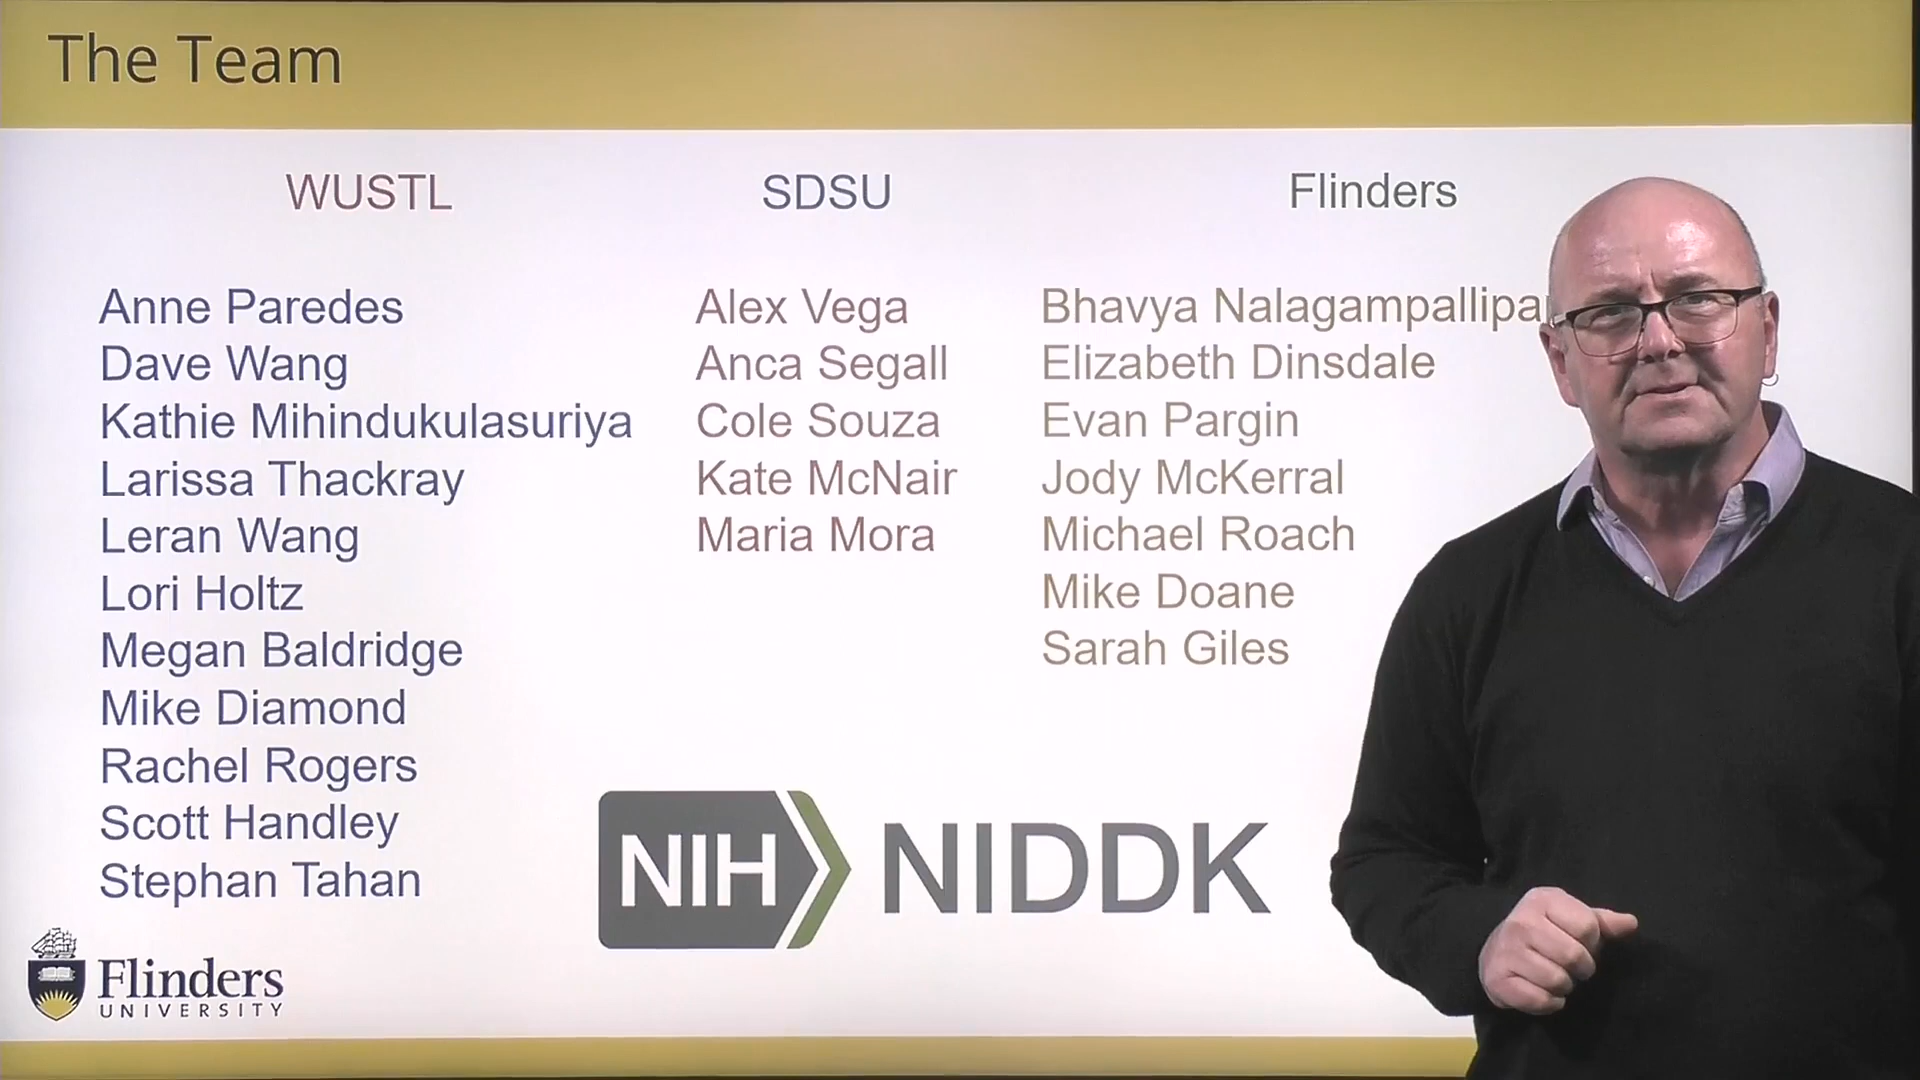 The Team
WUSTL
Anne Paredes
Dave Wang
Kathie Mihindukulasuriya
Larissa Thackray
Leran Wang
Lori Holtz
Megan Baldridge
Mike Diamond
Rachel Rogers
Scott Handley
Stephan Tahan
SDSU
Alex Vega
Anca Segall
Cole Souza
Kate McNair
Maria Mora
Flinders
Bhavya
Elizabeth Dinsdale
Evan Pargin
Jody McKerral
Michael Roach
Mike Doane
Sarah Giles
NIH NIDDK
Flinders
UNIVERSITY